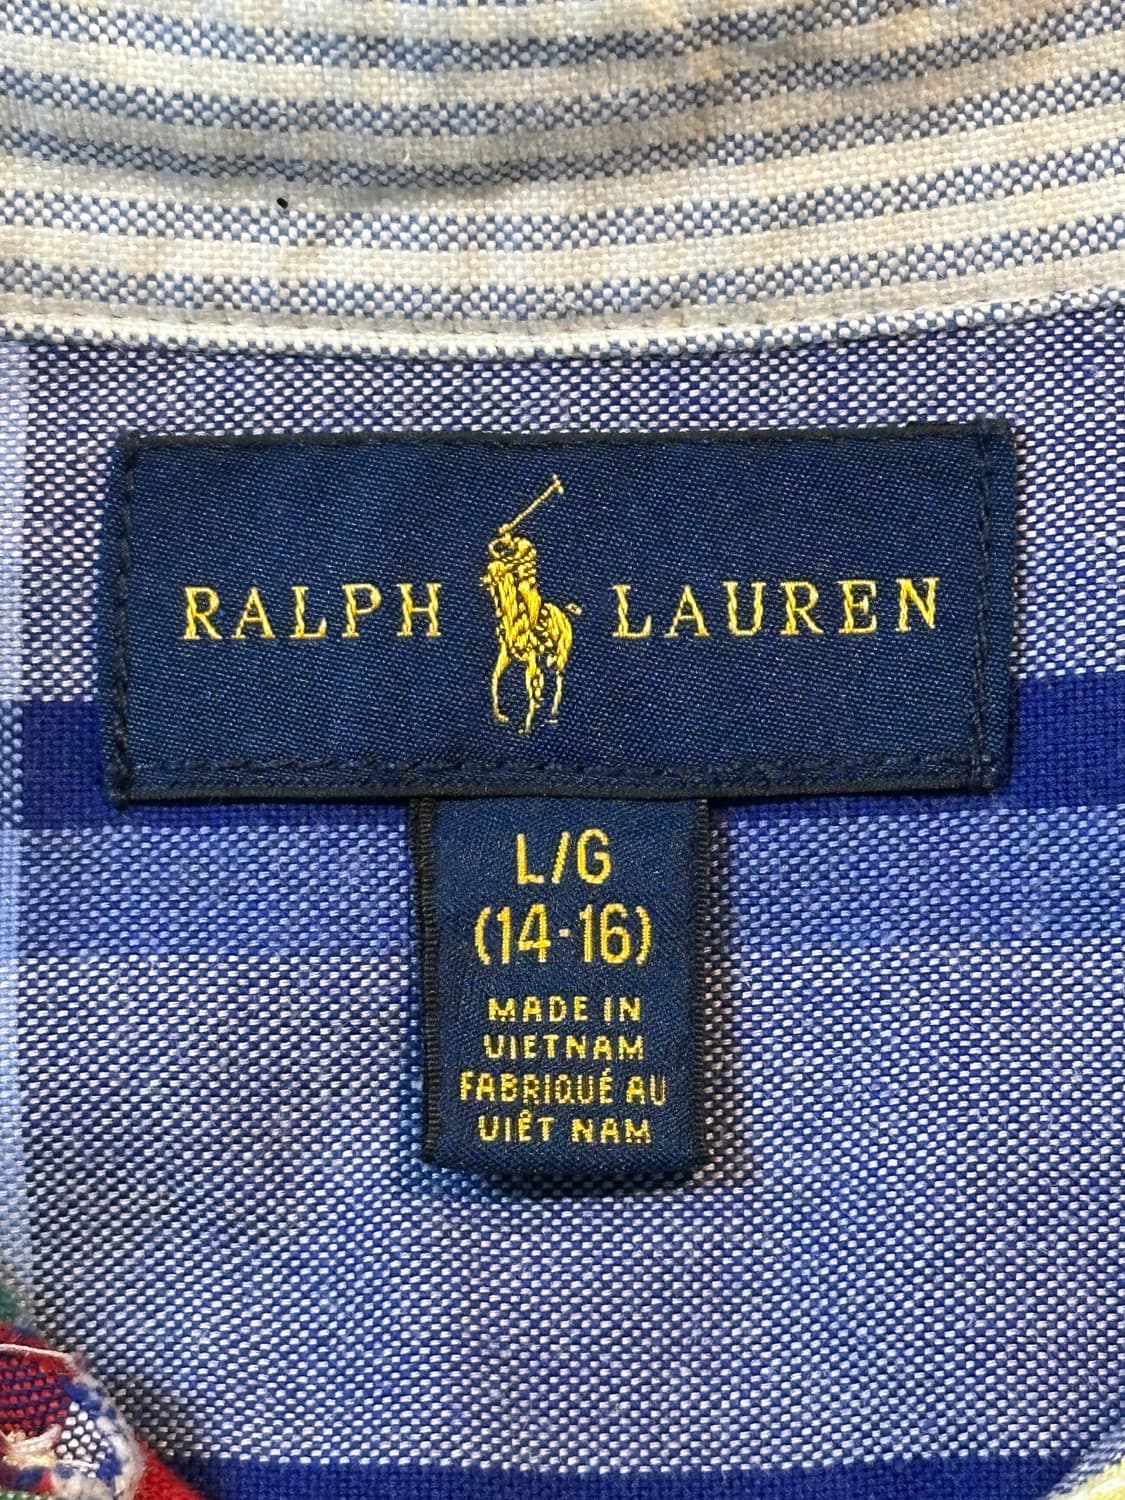 RALPH LAUREN
L/G
(14-16)
MADE IN
VIETNAM
FABRIQUÉ AU
VIÊT NAM